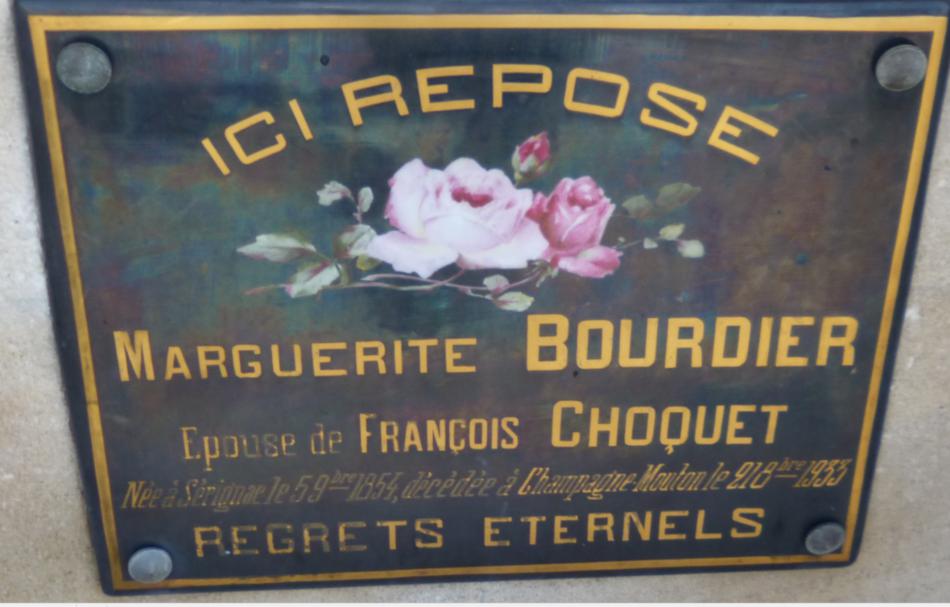 ICI REPOSE
MARGUERITE BOURDIER
Epouse de FRANÇOIS CHOQUET
Née à Sérignac le 5 9bre 1854, décédée à Champagne-Mouton le 21 8bre 1933
REGRETS ETERNELS